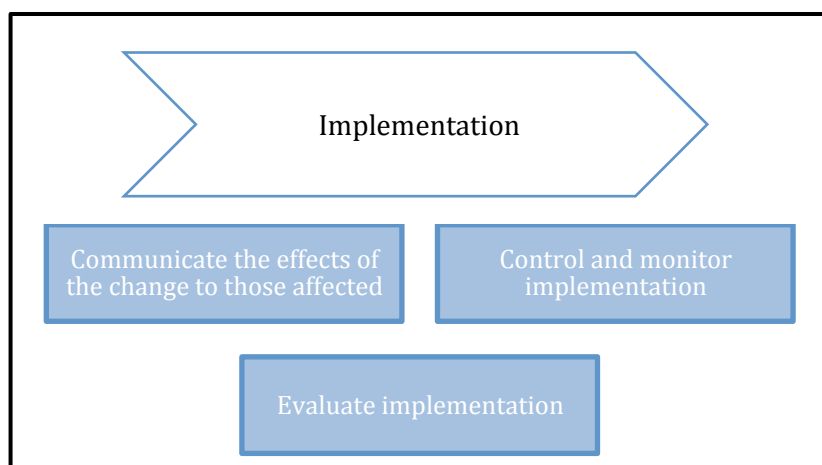 Implementation
Communicate the effects of
the change to those affected
Control and monitor
implementation
Evaluate implementation